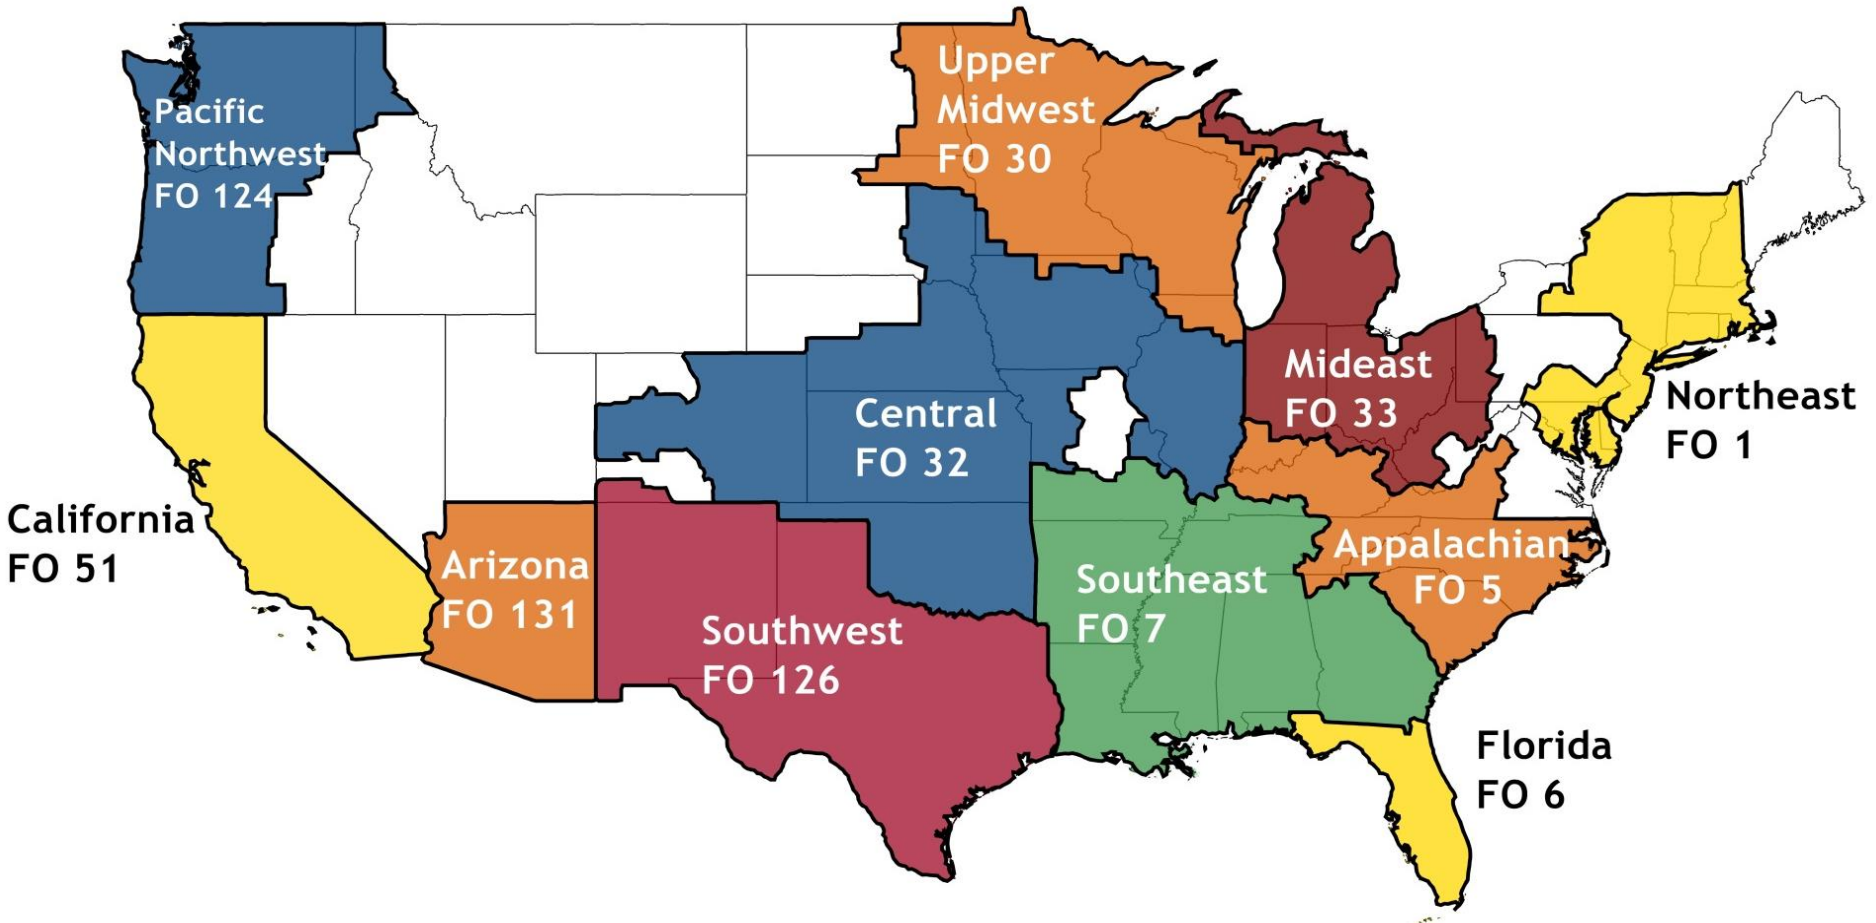 Upper
Midwest
FO 30
Pacific
Northwest
FO 124
Mideast
FO 33
Northeast
FO 1
Central
FO 32
California
FO 51
Arizona
FO 131
Appalachian
FO 5
Southeast
FO 7
Southwest
FO 126
Florida
FO 6